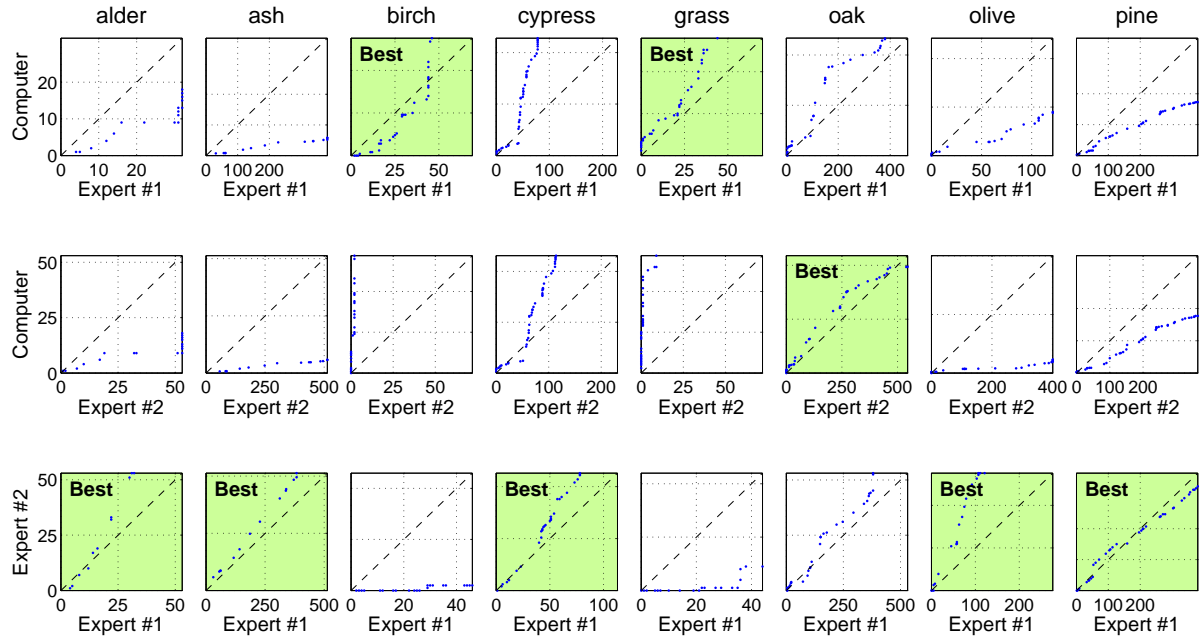 alder ash birch cypress grass oak olive pine
Computer
20
10
0
Best
Best
0 10 20
0 100 200
0 25 50
0 100 200
0 25 50
0 200 400
0 50 100
0 100 200
Expert #1 Expert #1 Expert #1 Expert #1 Expert #1 Expert #1 Expert #1 Expert #1
Computer
50
25
0
Best
0 25 50
0 250 500
0 25 50
0 100 200
0 25 50
0 250 500
0 200 400
0 100 200
Expert #2 Expert #2 Expert #2 Expert #2 Expert #2 Expert #2 Expert #2 Expert #2
Expert #2
50
25
0
Best Best Best Best Best
0 25 50
0 250 500
0 20 40
0 50 100
0 20 40
0 250 500
0 100 200
0 100 200
Expert #1 Expert #1 Expert #1 Expert #1 Expert #1 Expert #1 Expert #1 Expert #1